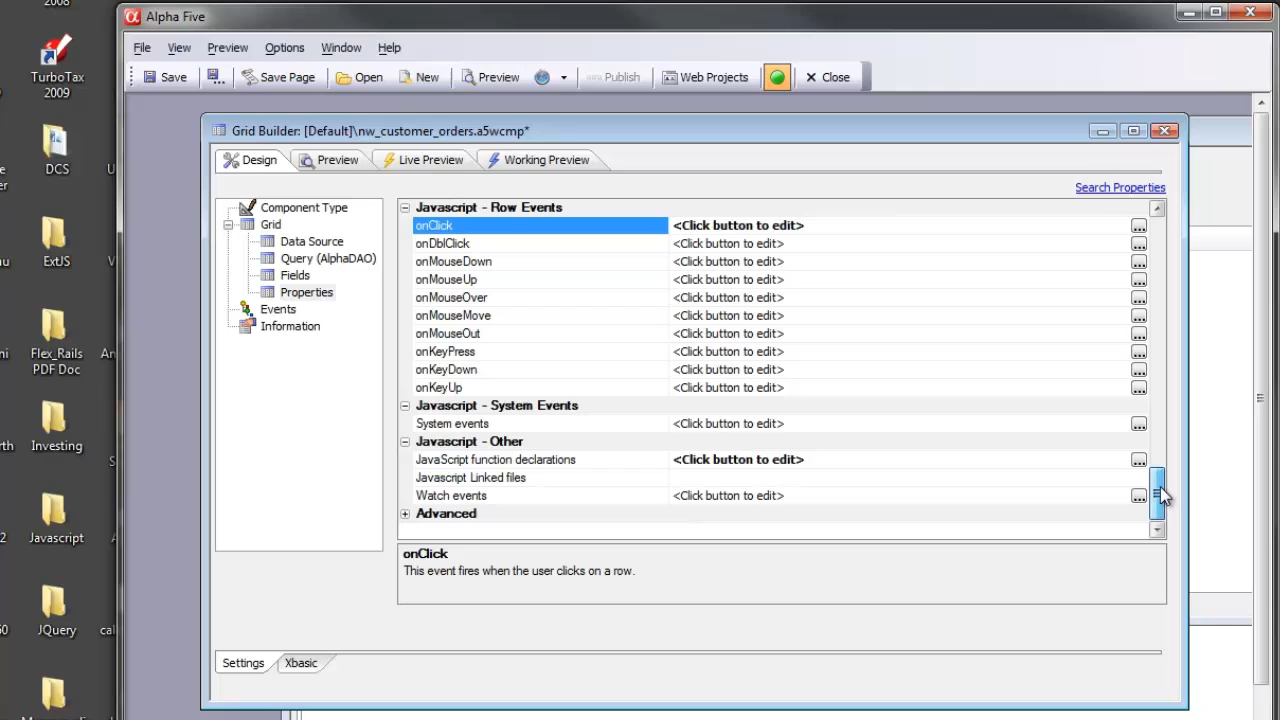 2008
TurboTax
2009
DCS
ExtJS
Flex_Rails
PDF Doc
Investing
Javascript
JQuery
Alpha Five
File View Preview Options Window Help
Save Save Page Open New Preview Publish Web Projects Close
Grid Builder: [Default]\nw_customer_orders.a5wcmp*
Design Preview Live Preview Working Preview
Search Properties
Component Type
Grid
Data Source
Query (AlphaDAO)
Fields
Properties
Events
Information
Javascript - Row Events
onClick <Click button to edit> ...
onDblClick <Click button to edit> ...
onMouseDown <Click button to edit> ...
onMouseUp <Click button to edit> ...
onMouseOver <Click button to edit> ...
onMouseMove <Click button to edit> ...
onMouseOut <Click button to edit> ...
onKeyPress <Click button to edit> ...
onKeyDown <Click button to edit> ...
onKeyUp <Click button to edit> ...
Javascript - System Events
System events <Click button to edit> ...
Javascript - Other
JavaScript function declarations <Click button to edit> ...
Javascript Linked files
Watch events <Click button to edit> ...
Advanced
onClick
This event fires when the user clicks on a row.
Settings Xbasic